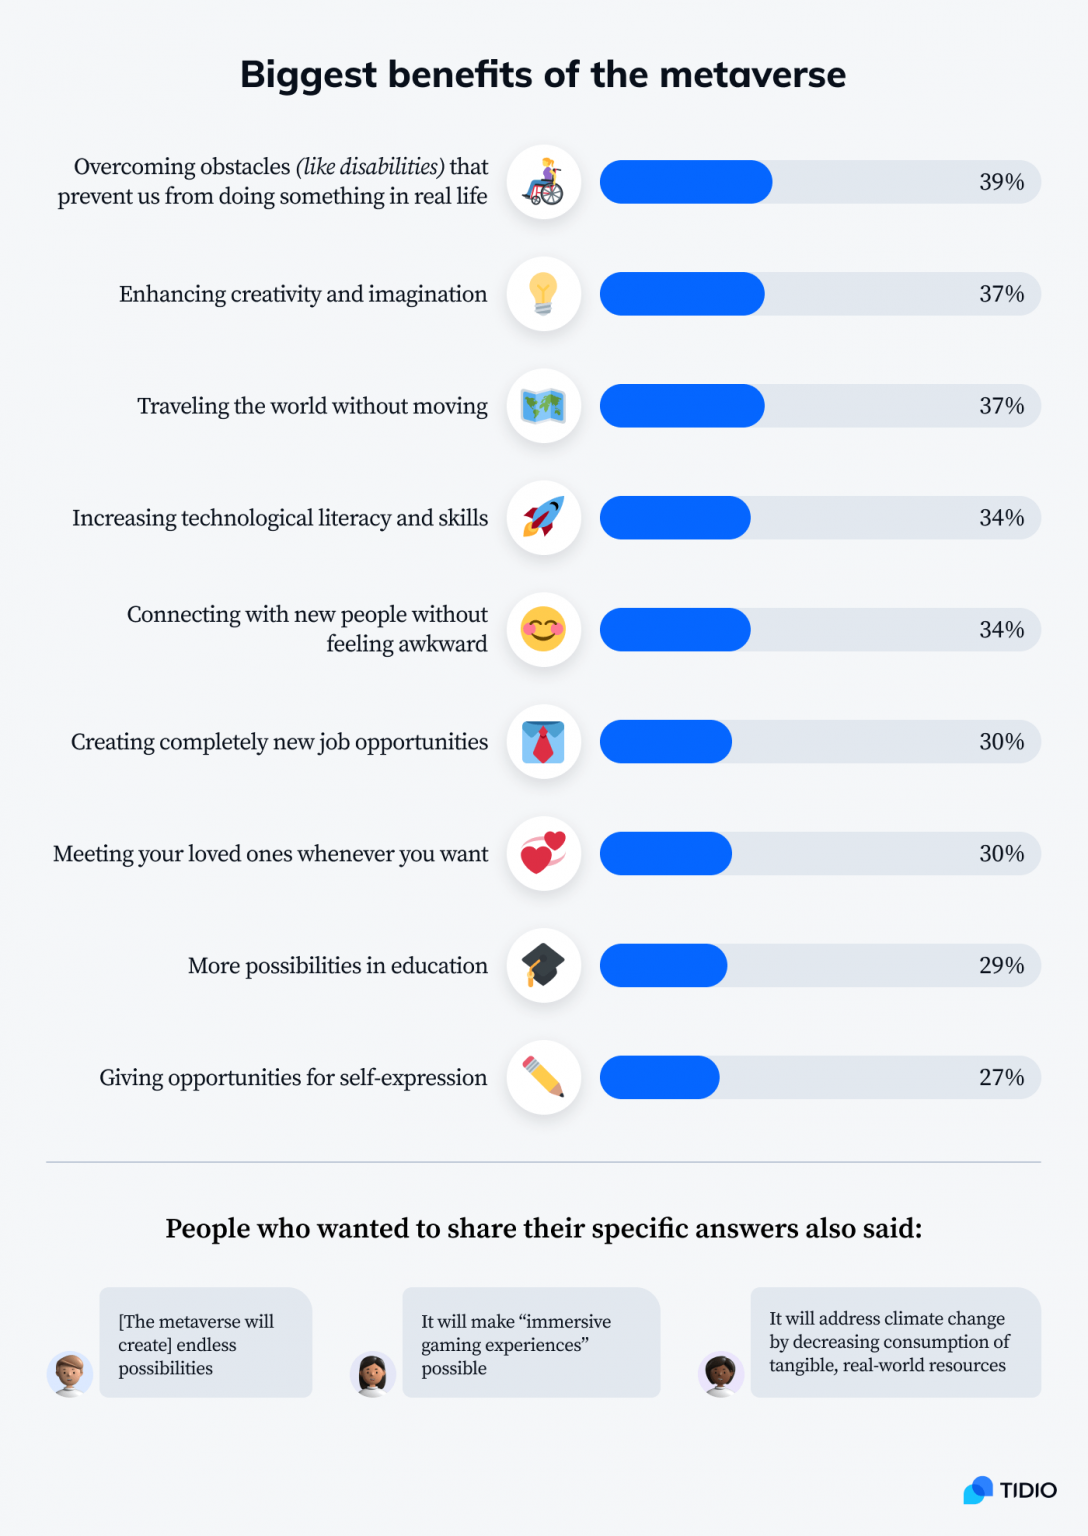 Biggest benefits of the metaverse
Overcoming obstacles (like disabilities) that
prevent us from doing something in real life
39%
Enhancing creativity and imagination
37%
Traveling the world without moving
37%
Increasing technological literacy and skills
34%
Connecting with new people without
feeling awkward
34%
Creating completely new job opportunities
30%
Meeting your loved ones whenever you want
30%
More possibilities in education
29%
Giving opportunities for self-expression
27%
People who wanted to share their specific answers also said:
[The metaverse will
create] endless
possibilities
It will make “immersive
gaming experiences”
possible
It will address climate change
by decreasing consumption of
tangible, real-world resources
TIDIO